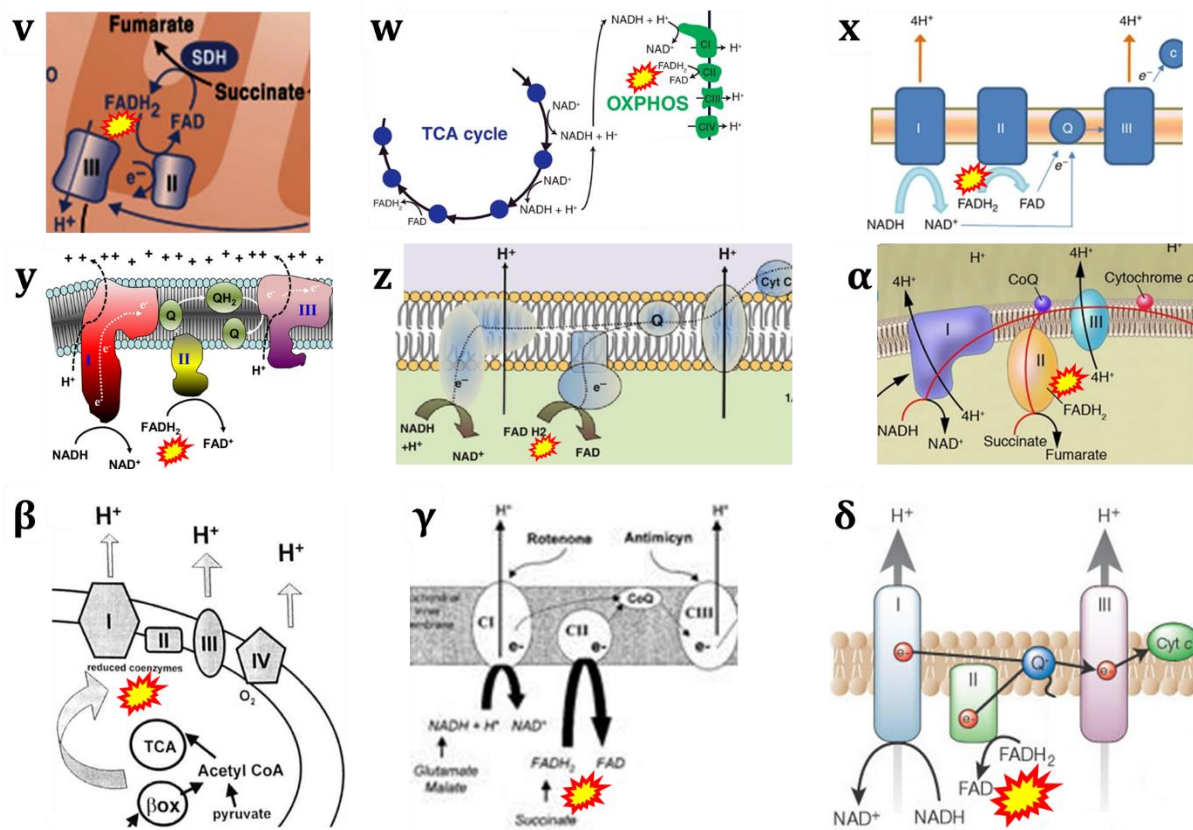 v
Fumarate
SDH
Succinate
FADH₂
FAD
III
e⁻
II
H⁺
w
NADH + H⁺
NAD⁺
CI
H⁺
FADH₂
FAD
CII
OXPHOS
CIII
H⁺
CIV
H⁺
TCA cycle
NAD⁺
NADH + H⁺
NAD⁺
NADH + H⁺
FADH₂
FAD
x
4H⁺
4H⁺
C
e⁻
I
II
Q
III
e⁻
NADH
NAD⁺
FADH₂
FAD
y
+ + + + + + + + + + + +
QH₂
e⁻
e⁻
e⁻
Q
Q
III
I
II
e⁻
H⁺
H⁺
e⁻
FADH₂
FAD⁺
NADH
NAD⁺
z
H+
H+
Cyt C
Q
e⁻
e⁻
NADH
+H⁺
NAD⁺
FAD H2
FAD
α
H⁺
4H⁺
4H⁺
H⁺
CoQ
Cytochrome c
I
III
II
4H⁺
FADH₂
4H⁺
NADH
NAD⁺
Succinate
Fumarate
β
H⁺
H⁺
H⁺
I
II
III
IV
reduced coenzymes
O₂
TCA
Acetyl CoA
βox
pyruvate
γ
H⁺
H⁺
Rotenone
Antimicyn
CoQ
CI
CII
CIII
e-
e-
NADH + H⁺
NAD⁺
FADH₂
FAD
Glutamate
Malate
Succinate
δ
H⁺
H⁺
I
III
Cyt c
e-
Q
e-
II
e-
FADH₂
FAD
NAD⁺
NADH